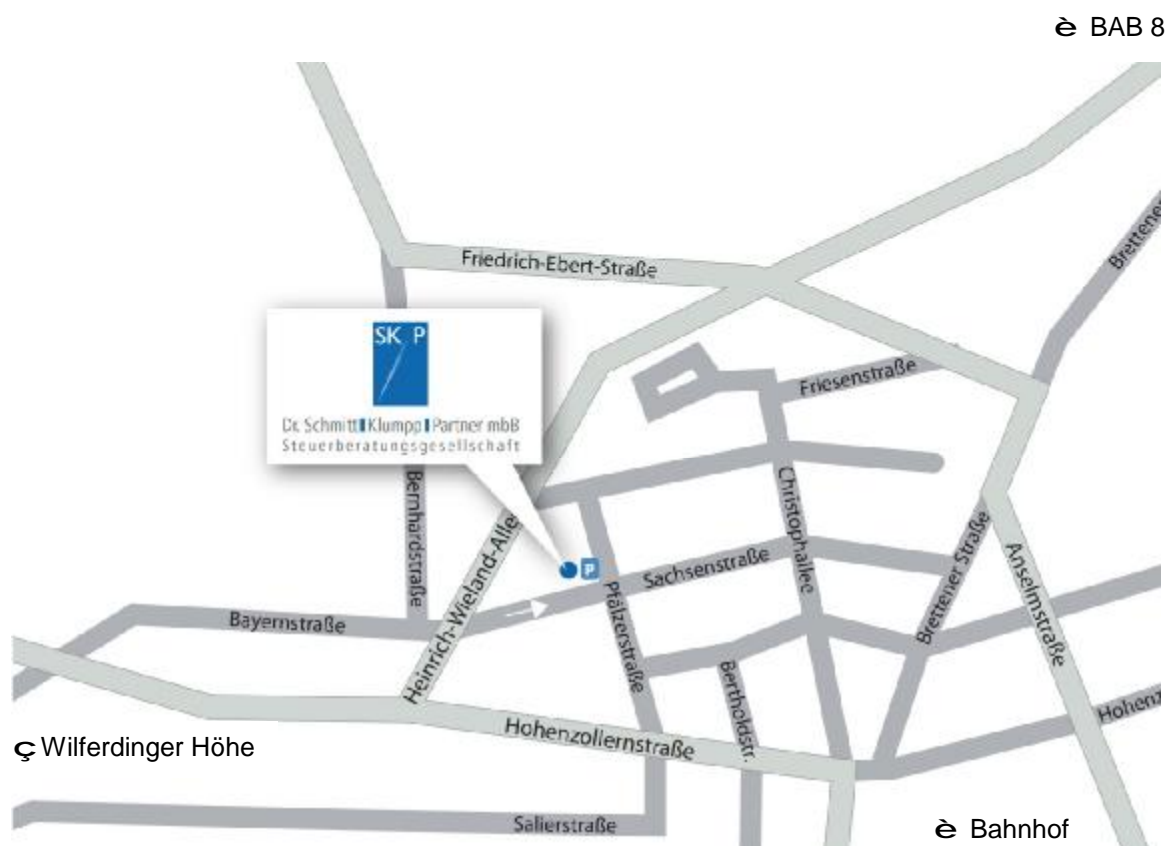 è BAB 8
Friedrich-Ebert-Straße
Brettener
SK P
Dr. Schmitt Klumpp Partner mbB
Steuerberatungsgesellschaft
Friesenstraße
Bernhardstraße
Heinrich-Wieland-Allee
Christophallee
P
Sachsenstraße
Pfälzerstraße
Brettener Straße
Anselmstraße
Bayernstraße
Bertholdstr.
Hohenz
Hohenzollernstraße
ç Wilferdinger Höhe
Salierstraße
è Bahnhof